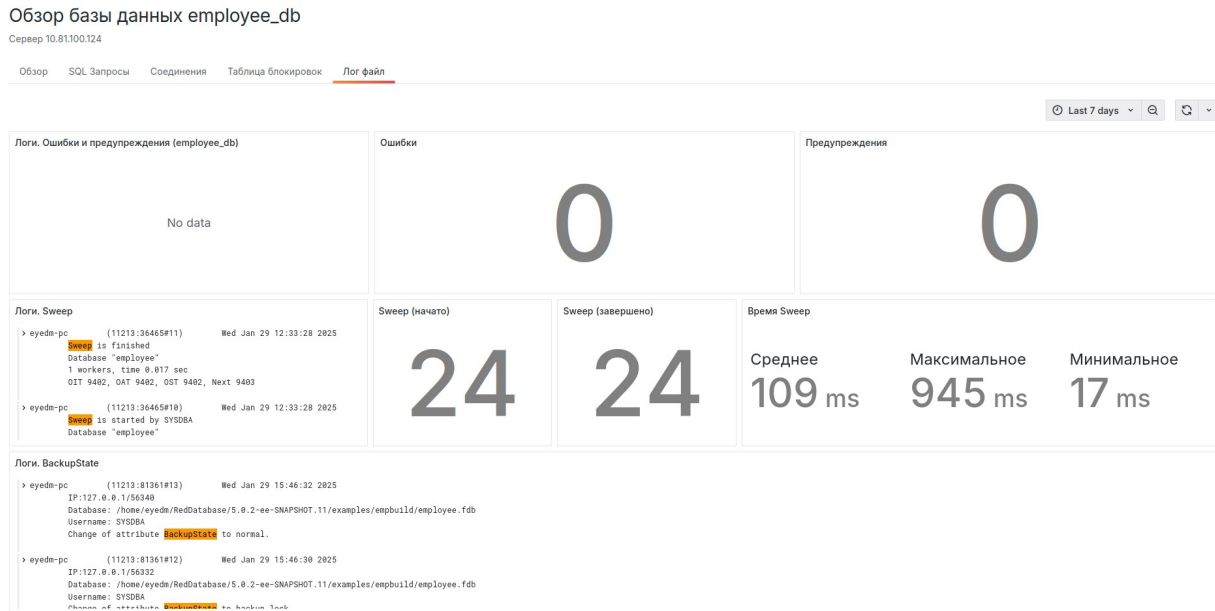 Обзор базы данных employee_db
Сервер 10.81.100.124
Обзор SQL Запросы Соединения Таблица блокировок Лог файл
Last 7 days
Логи. Ошибки и предупреждения (employee_db)
No data
Ошибки
0
Предупреждения
0
Логи. Sweep
> eyedm-pc (11213:36465#11) Wed Jan 29 12:33:28 2025
Sweep is finished
Database "employee"
1 workers, time 0.017 sec
OIT 9402, OAT 9402, OST 9402, Next 9403
> eyedm-pc (11213:36465#10) Wed Jan 29 12:33:28 2025
Sweep is started by SYSDBA
Database "employee"
Sweep (начато)
24
Sweep (завершено)
24
Время Sweep
Среднее
109 ms
Максимальное
945 ms
Минимальное
17 ms
Логи. BackupState
> eyedm-pc (11213:81361#13) Wed Jan 29 15:46:32 2025
IP:127.0.0.1/56340
Database: /home/eyedm/RedDatabase/5.0.2-ee-SNAPSHOT.11/examples/empbuild/employee.fdb
Username: SYSDBA
Change of attribute BackupState to normal.
> eyedm-pc (11213:81361#12) Wed Jan 29 15:46:30 2025
IP:127.0.0.1/56332
Database: /home/eyedm/RedDatabase/5.0.2-ee-SNAPSHOT.11/examples/empbuild/employee.fdb
Username: SYSDBA
Change of attribute BackupState to backup lock